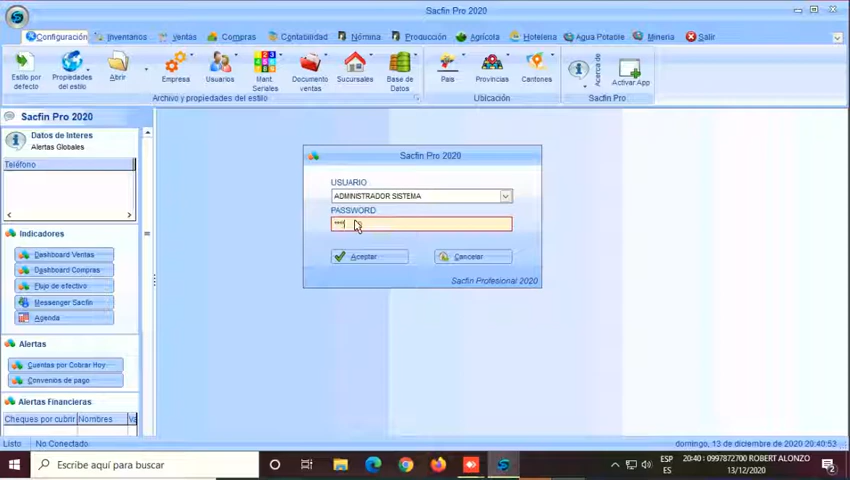 Sacfin Pro 2020
Configuración Inventarios Ventas Compras Contabilidad Nómina Producción Agrícola Hotelena Agua Potable Mineria Salir
Estilo por defecto
Propiedades del estilo
Abrir
Empresa
Usuarios
Mant. Seriales
Documento ventas
Sucursales
Base de Datos
Pais
Provincias
Cantones
Acerca de
Activar App
Archivo y propiedades del estilo
Ubicación
Sacfin Pro
Sacfin Pro 2020
Datos de Interes
Alertas Globales
Teléfono
Indicadores
Dashboard Ventas
Dashboard Compras
Flujo de efectivo
Messenger Sacfin
Agenda
Alertas
Cuentas por Cobrar Hoy
Convenios de pago
Alertas Financieras
Cheques por cubrir Nombres Va
Sacfin Pro 2020
USUARIO
ADMINISTRADOR SISTEMA
PASSWORD
****
Aceptar Cancelar
Sacfin Profesional 2020
Listo No Conectado domingo, 13 de diciembre de 2020 20:40:53
Escribe aquí para buscar
ESP
ES
20:40 : 0997872700 ROBERT ALONZO
13/12/2020
2